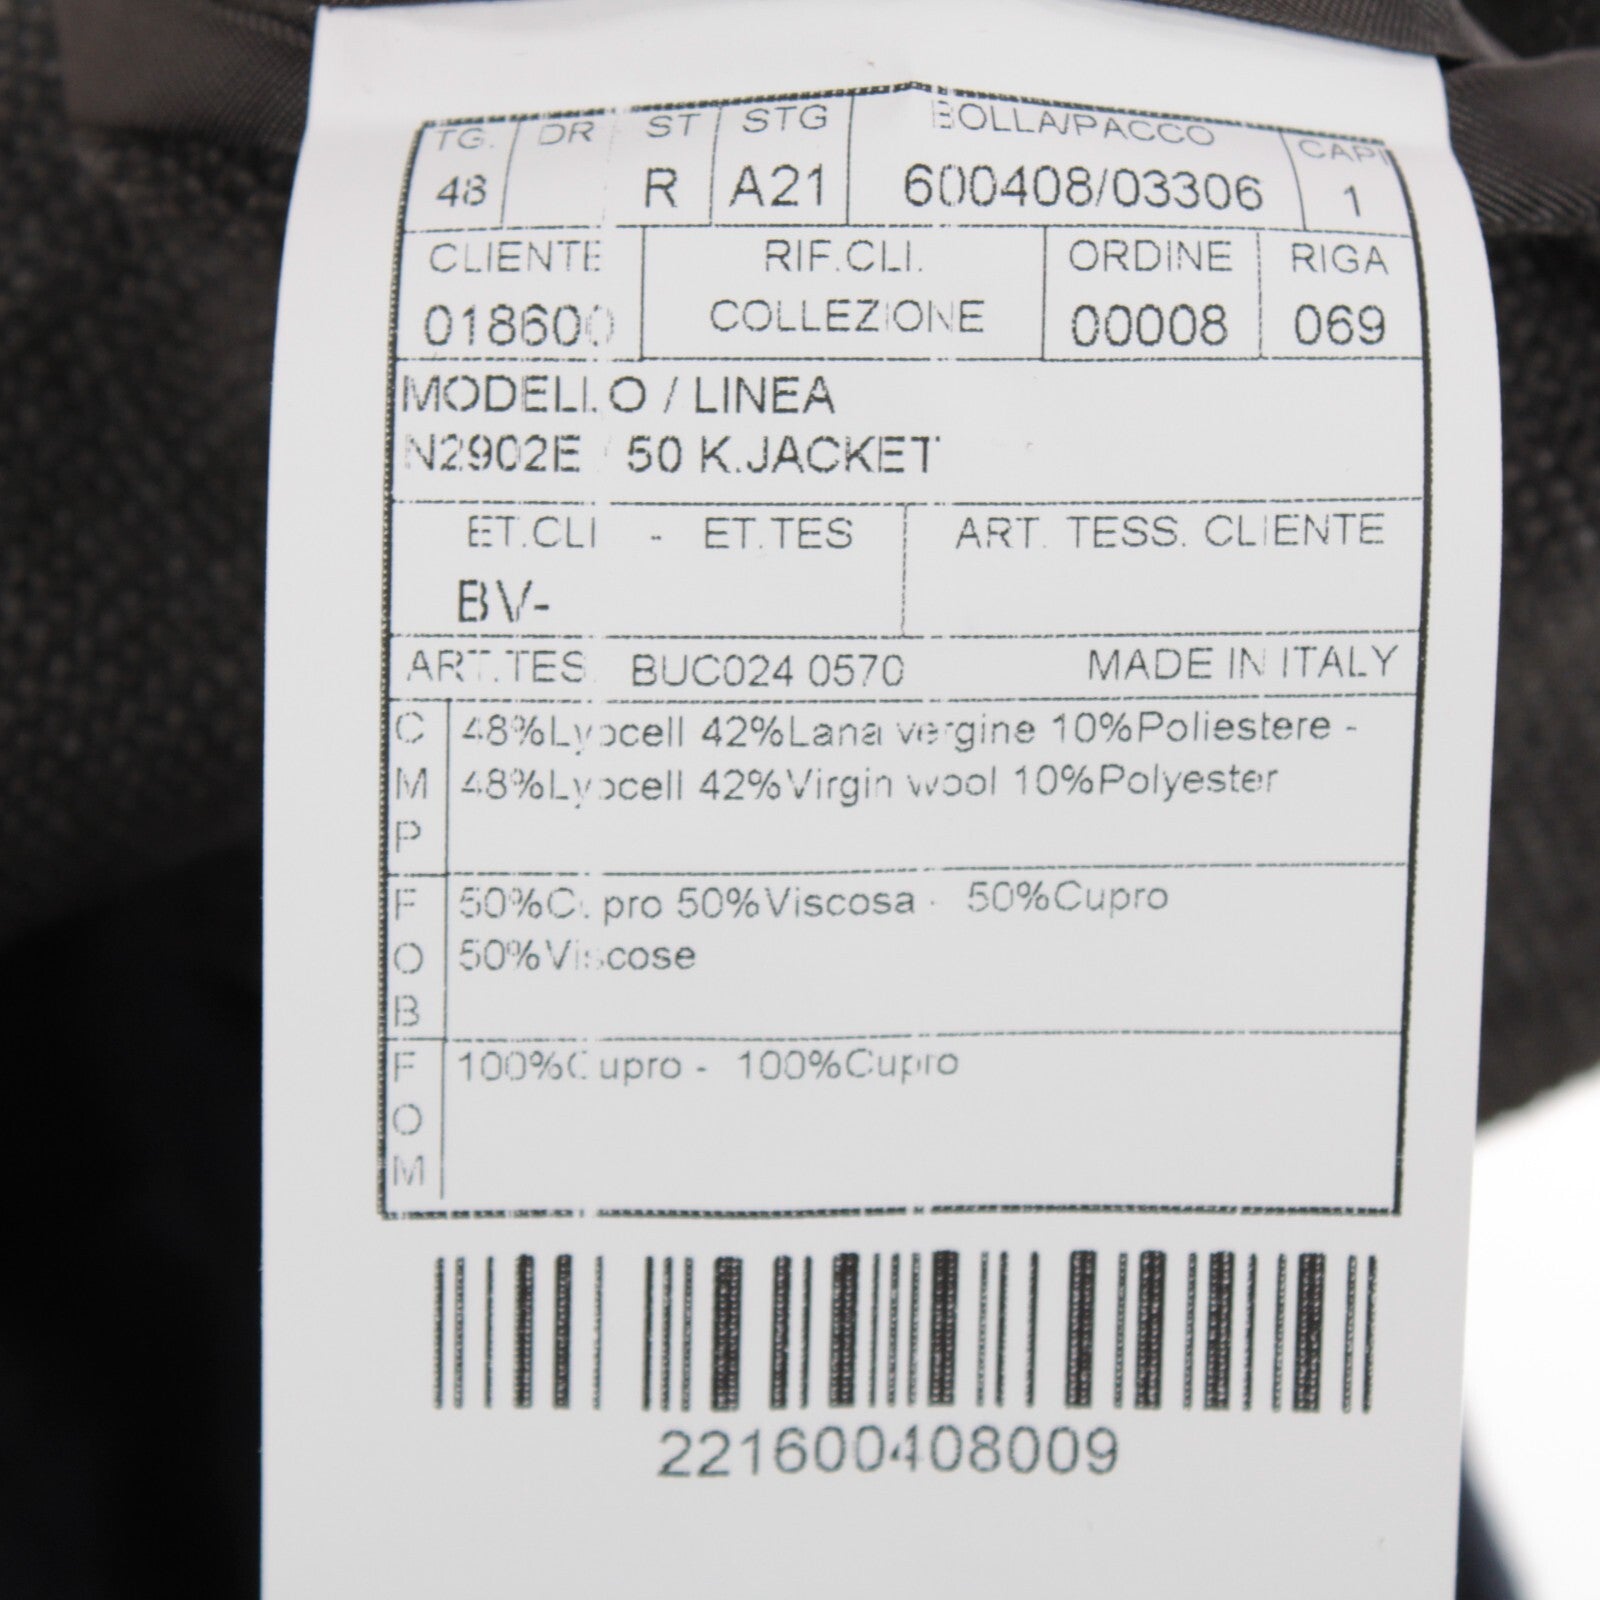 TG. DR ST STG BOLLA/PACCO CAPI
48 R A21 600408/03306 1
CLIENTE RIF.CLI. ORDINE RIGA
018600 COLLEZIONE 00008 069
MODELLO / LINEA
N2902E / 50 K.JACKET
ET.CLI - ET.TES ART. TESS. CLIENTE
BV-
ART.TES. BUC024 0570 MADE IN ITALY
CMP 48%Lyocell 42%Lana vergine 10%Poliestere -
48%Lyocell 42%Virgin wool 10%Polyester
FOB 50%Cupro 50%Viscosa - 50%Cupro
50%Viscose
FOM 100%Cupro - 100%Cupro
221600408009